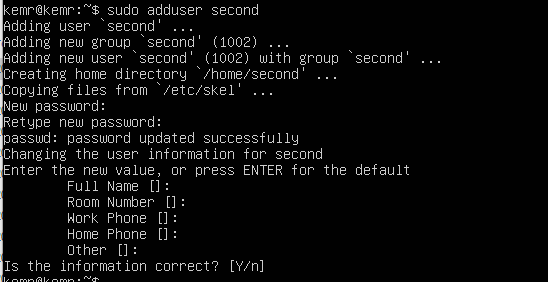 kemr@kemr:~$ sudo adduser second
Adding user `second' ...
Adding new group `second' (1002) ...
Adding new user `second' (1002) with group `second' ...
Creating home directory `/home/second' ...
Copying files from `/etc/skel' ...
New password:
Retype new password:
passwd: password updated successfully
Changing the user information for second
Enter the new value, or press ENTER for the default
        Full Name []:
        Room Number []:
        Work Phone []:
        Home Phone []:
        Other []:
Is the information correct? [Y/n]
kemr@kemr:~$